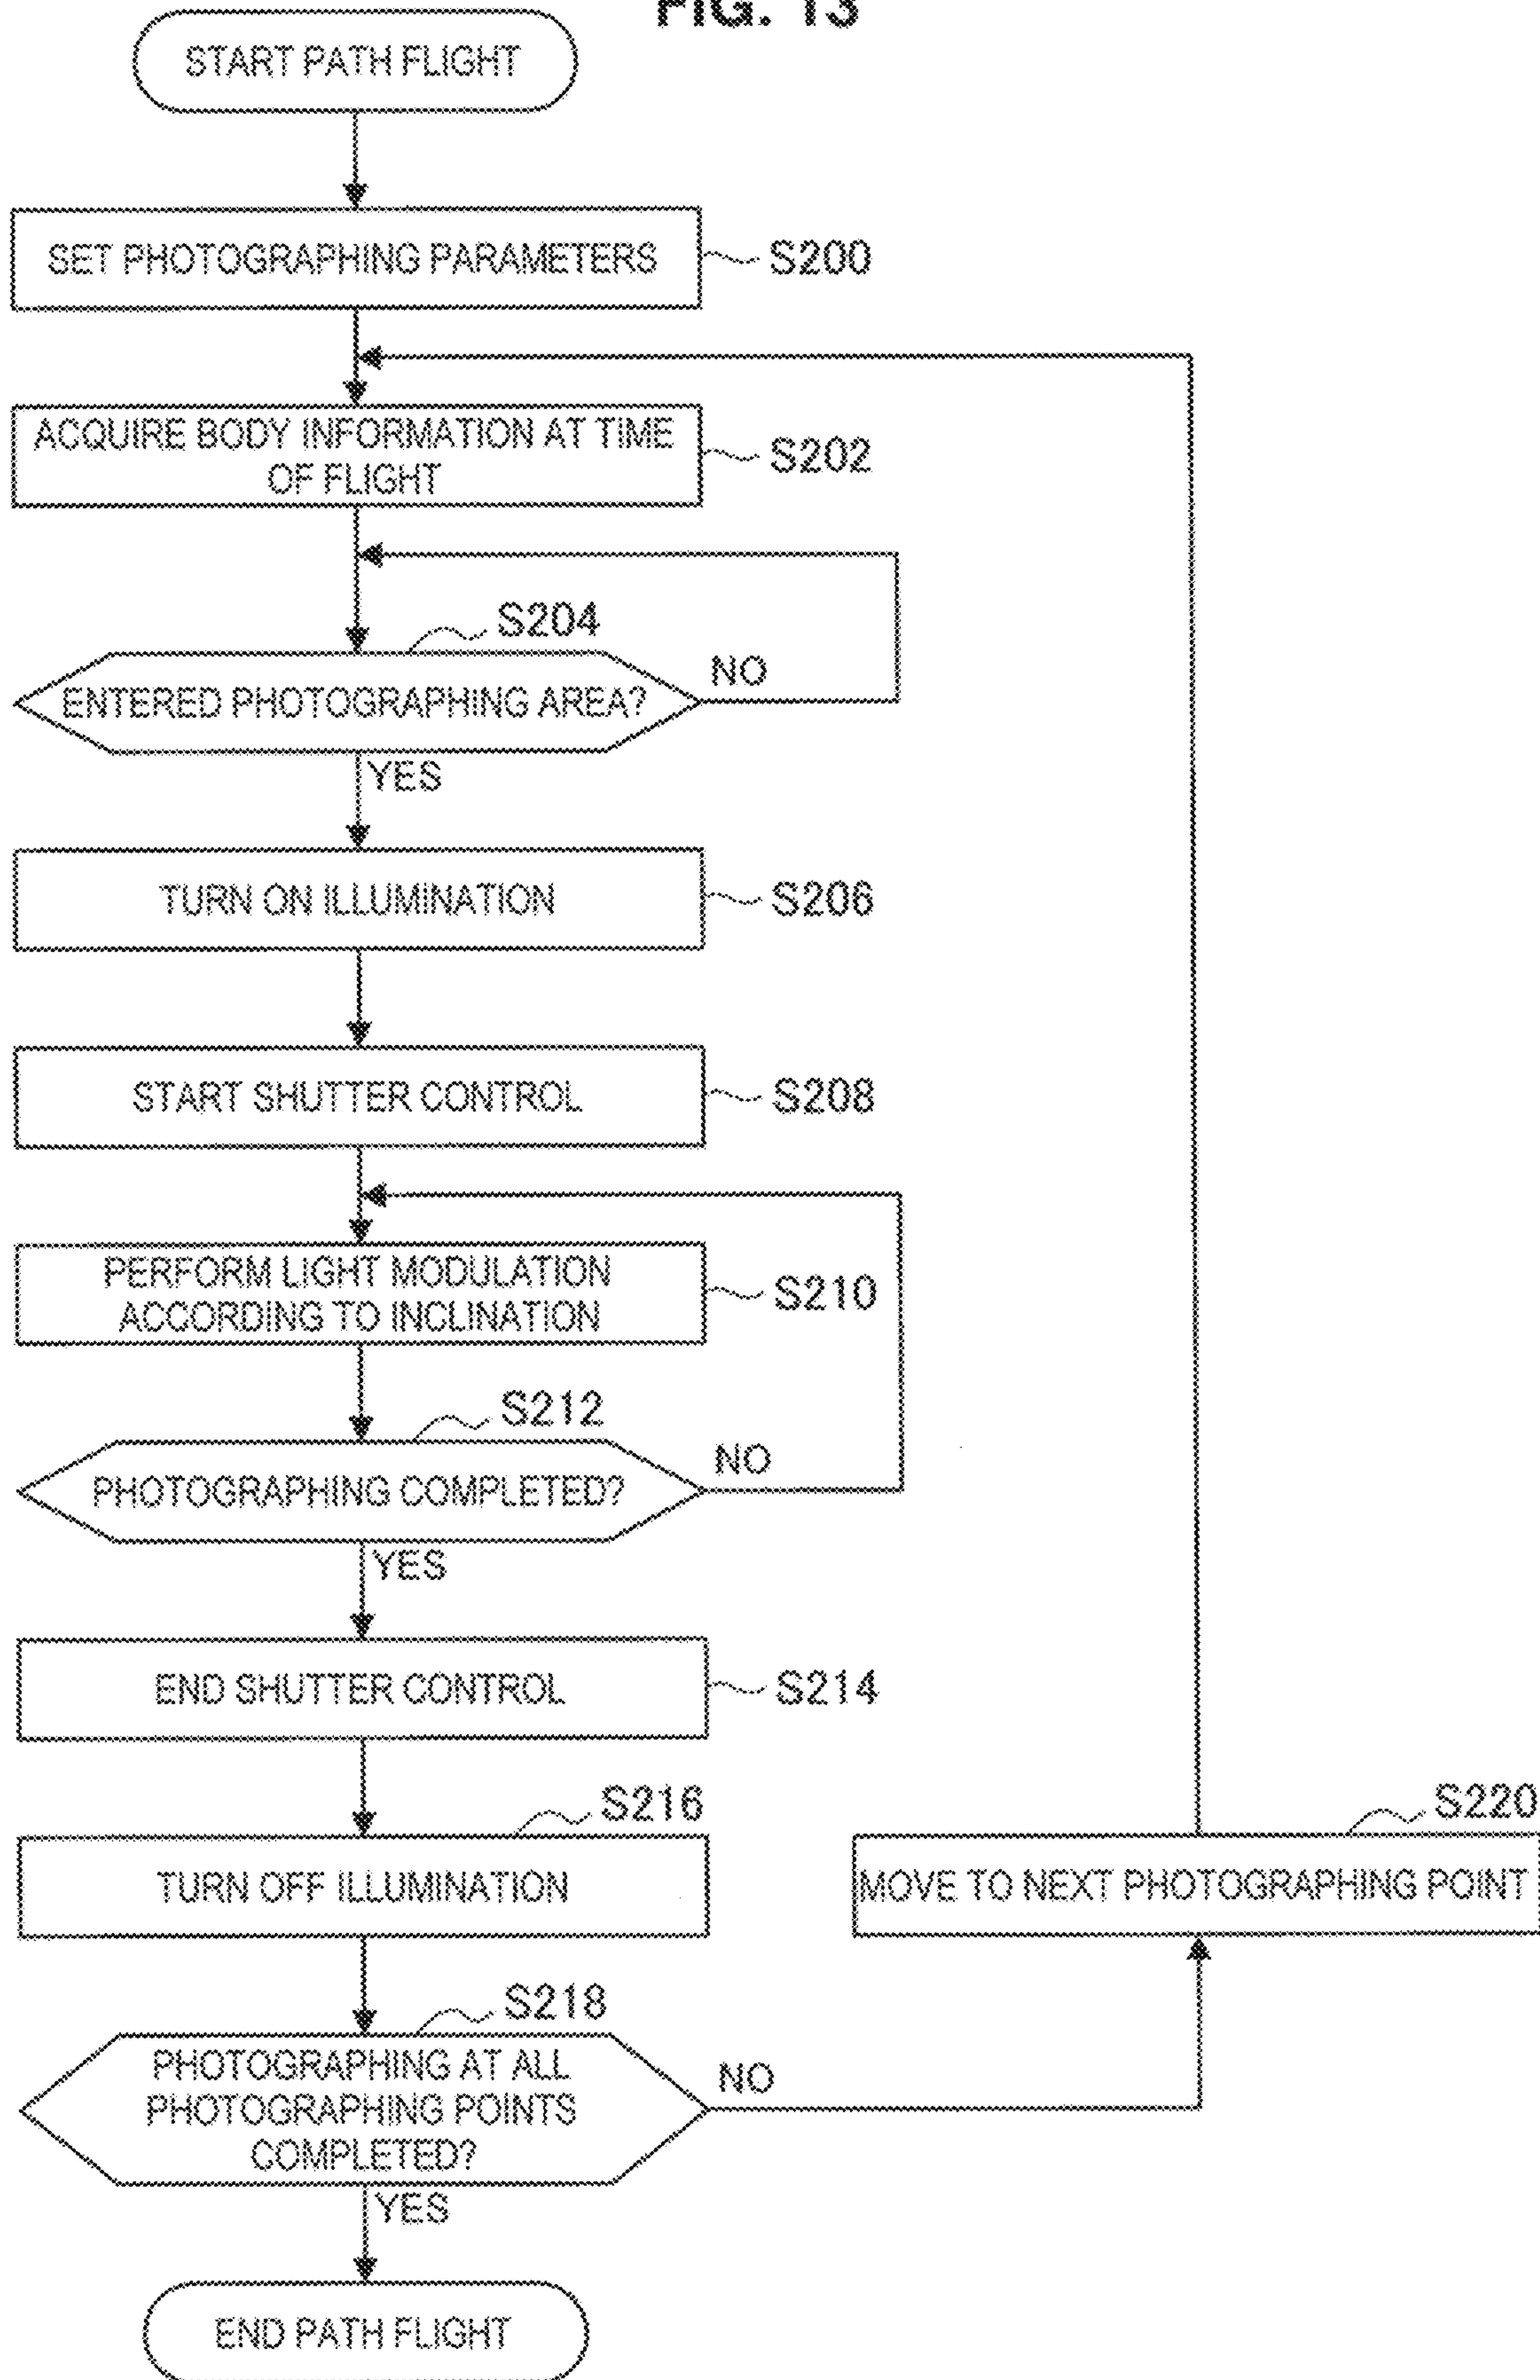 FIG. 13
START PATH FLIGHT
SET PHOTOGRAPHING PARAMETERS
S200
ACQUIRE BODY INFORMATION AT TIME
OF FLIGHT
S202
S204
ENTERED PHOTOGRAPHING AREA?
NO
YES
TURN ON ILLUMINATION
S206
START SHUTTER CONTROL
S208
PERFORM LIGHT MODULATION
ACCORDING TO INCLINATION
S210
S212
PHOTOGRAPHING COMPLETED?
NO
YES
END SHUTTER CONTROL
S214
S216
TURN OFF ILLUMINATION
S220
MOVE TO NEXT PHOTOGRAPHING POINT
S218
PHOTOGRAPHING AT ALL
PHOTOGRAPHING POINTS
COMPLETED?
NO
YES
END PATH FLIGHT